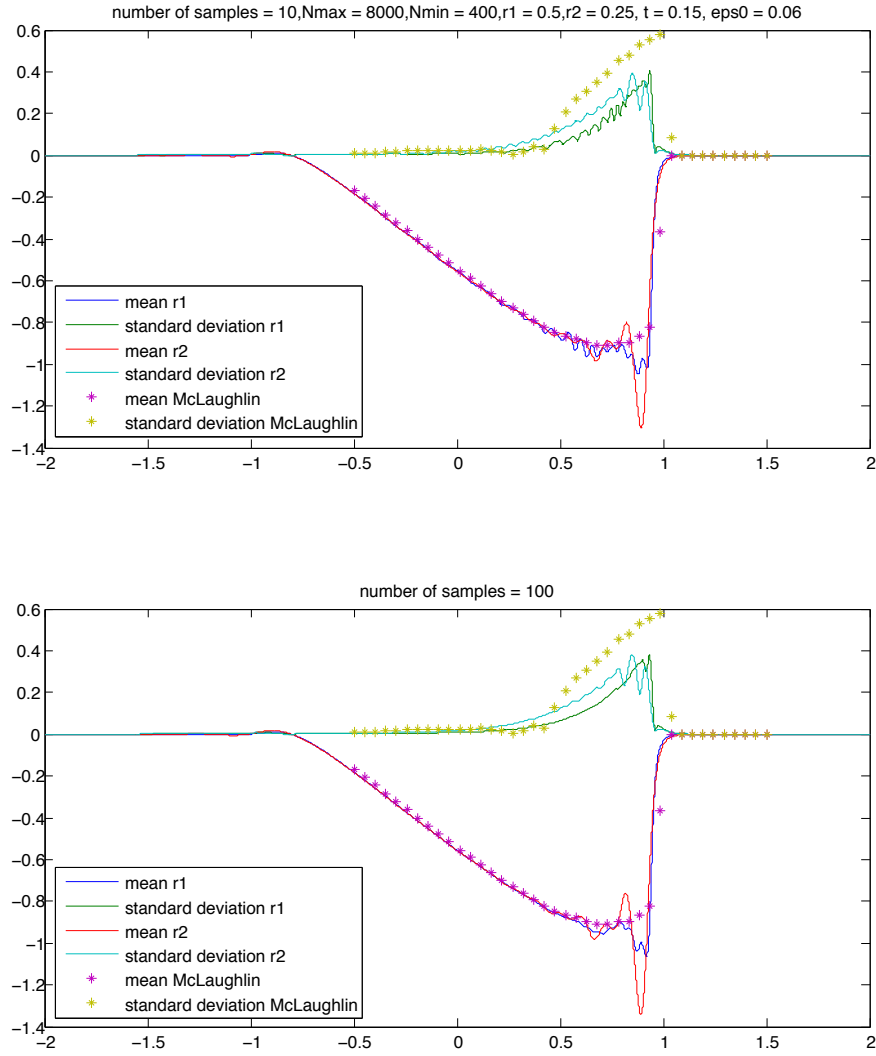 number of samples = 10,Nmax = 8000,Nmin = 400,r1 = 0.5,r2 = 0.25, t = 0.15, eps0 = 0.06
0.6
0.4
0.2
0
−0.2
−0.4
−0.6
−0.8
−1
−1.2
−1.4
mean r1
standard deviation r1
mean r2
standard deviation r2
mean McLaughlin
standard deviation McLaughlin
−2 −1.5 −1 −0.5 0 0.5 1 1.5 2
number of samples = 100
0.6
0.4
0.2
0
−0.2
−0.4
−0.6
−0.8
−1
−1.2
−1.4
mean r1
standard deviation r1
mean r2
standard deviation r2
mean McLaughlin
standard deviation McLaughlin
−2 −1.5 −1 −0.5 0 0.5 1 1.5 2